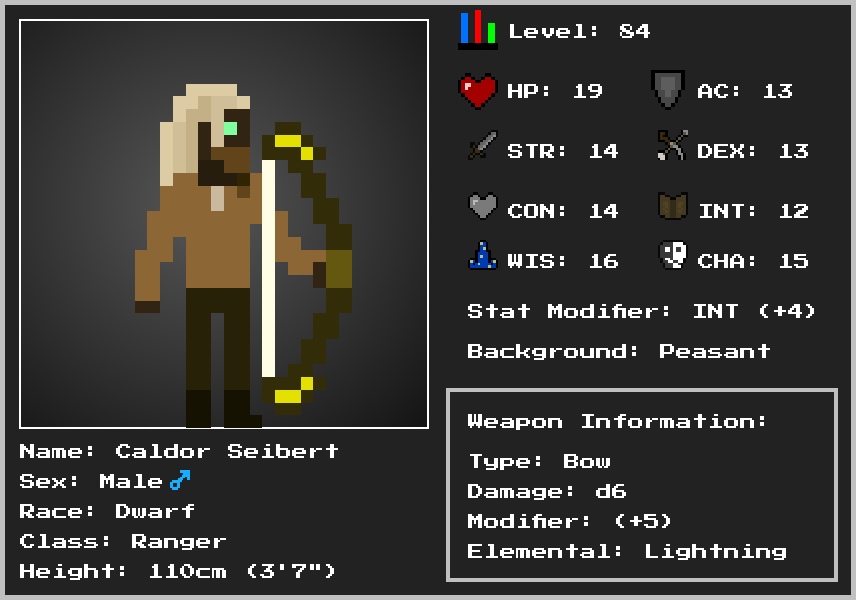 Level: 84
HP: 19
AC: 13
STR: 14
DEX: 13
CON: 14
INT: 12
WIS: 16
CHA: 15
Stat Modifier: INT (+4)
Background: Peasant
Weapon Information:
Type: Bow
Damage: d6
Modifier: (+5)
Elemental: Lightning
Name: Caldor Seibert
Sex: Male♂
Race: Dwarf
Class: Ranger
Height: 110cm (3'7")